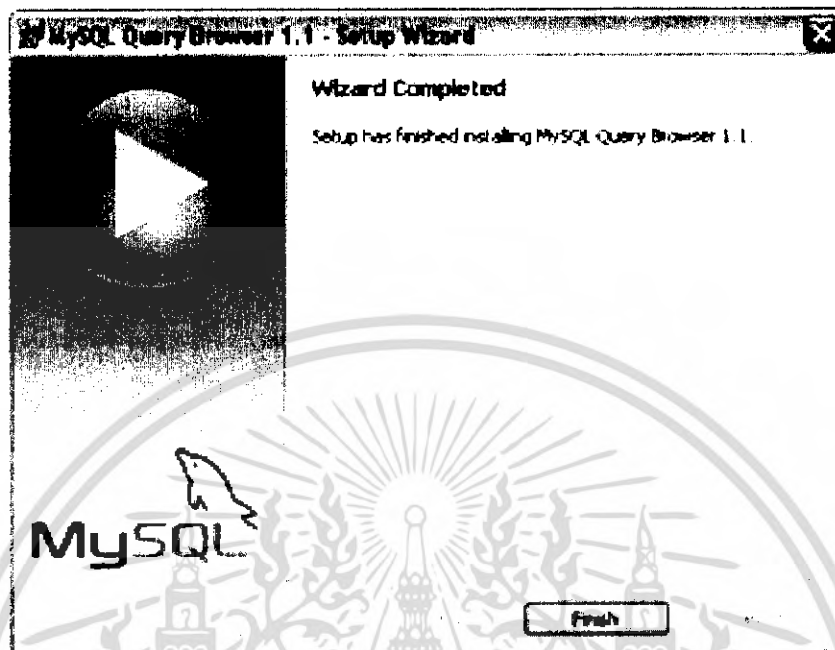 MySQL Query Browser 1.1 - Setup Wizard
Wizard Completed
Setup has finished installing MySQL Query Browser 1.1.
MySQL
Finish